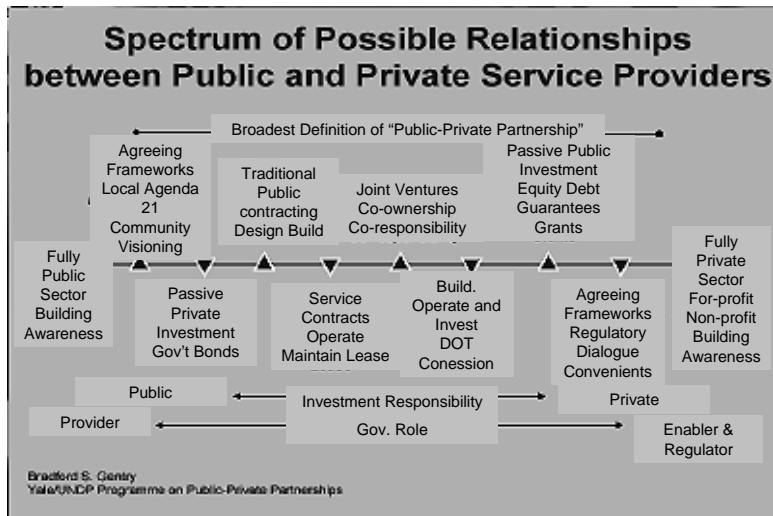 Spectrum of Possible Relationships
between Public and Private Service Providers
Broadest Definition of “Public-Private Partnership”
Agreeing
Frameworks
Local Agenda
21
Community
Visioning
Traditional
Public
contracting
Design Build
Joint Ventures
Co-ownership
Co-responsibility
Passive Public
Investment
Equity Debt
Guarantees
Grants
Fully
Public
Sector
Building
Awareness
Passive
Private
Investment
Gov’t Bonds
Service
Contracts
Operate
Maintain Lease
Build.
Operate and
Invest
DOT
Conession
Agreeing
Frameworks
Regulatory
Dialogue
Convenients
Fully
Private
Sector
For-profit
Non-profit
Building
Awareness
Public
Investment Responsibility
Private
Provider
Gov. Role
Enabler &
Regulator
Bradford S. Gentry
Yale/UNDP Programme on Public-Private Partnerships